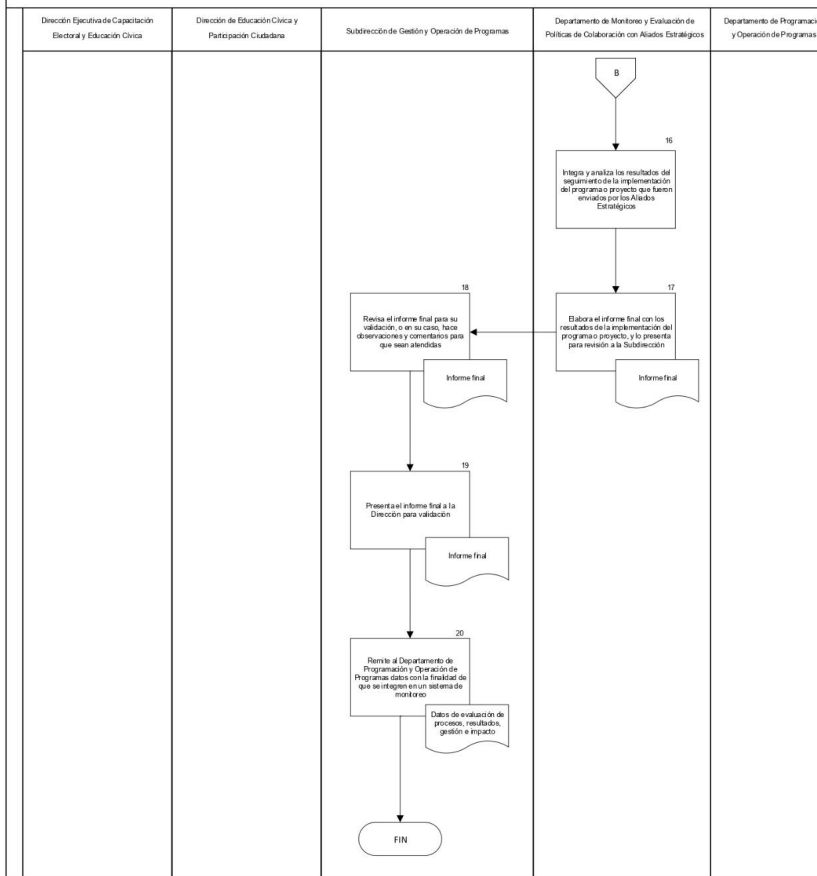 Dirección Ejecutiva de Capacitación
Electoral y Educación Cívica
Dirección de Educación Cívica y
Participación Ciudadana
Subdirección de Gestión y Operación de Programas
Departamento de Monitoreo y Evaluación de
Políticas de Colaboración con Aliados Estratégicos
Departamento de Programació
y Operación de Programas
B
16
Integra y analiza los resultados del
seguimiento de la implementación
del programa o proyecto que fueron
enviados por los Aliados
Estratégicos
18
Revisa el informe final para su
validación, o en su caso, hace
observaciones y comentarios para
que sean atendidas
Informe final
17
Elabora el informe final con los
resultados de la implementación del
programa o proyecto, y lo presenta
para revisión a la Subdirección
Informe final
19
Presenta el informe final a la
Dirección para validación
Informe final
20
Remite al Departamento de
Programación y Operación de
Programas datos con la finalidad de
que se integren en un sistema de
monitoreo
Datos de evaluación de
procesos, resultados,
gestión e impacto
FIN